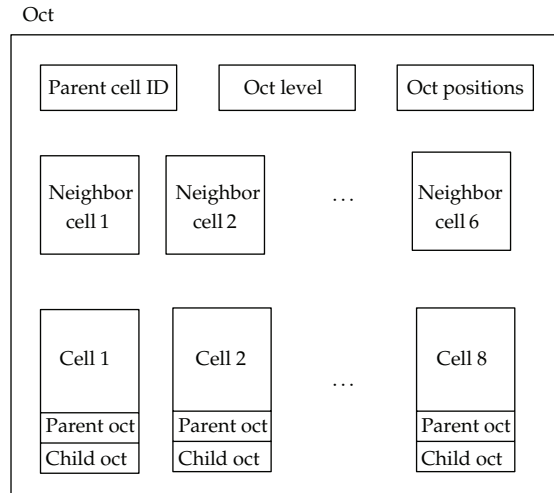 Oct
Parent cell ID
Oct level
Oct positions
Neighbor
cell 1
Neighbor
cell 2
...
Neighbor
cell 6
Cell 1
Parent oct
Child oct
Cell 2
Parent oct
Child oct
...
Cell 8
Parent oct
Child oct